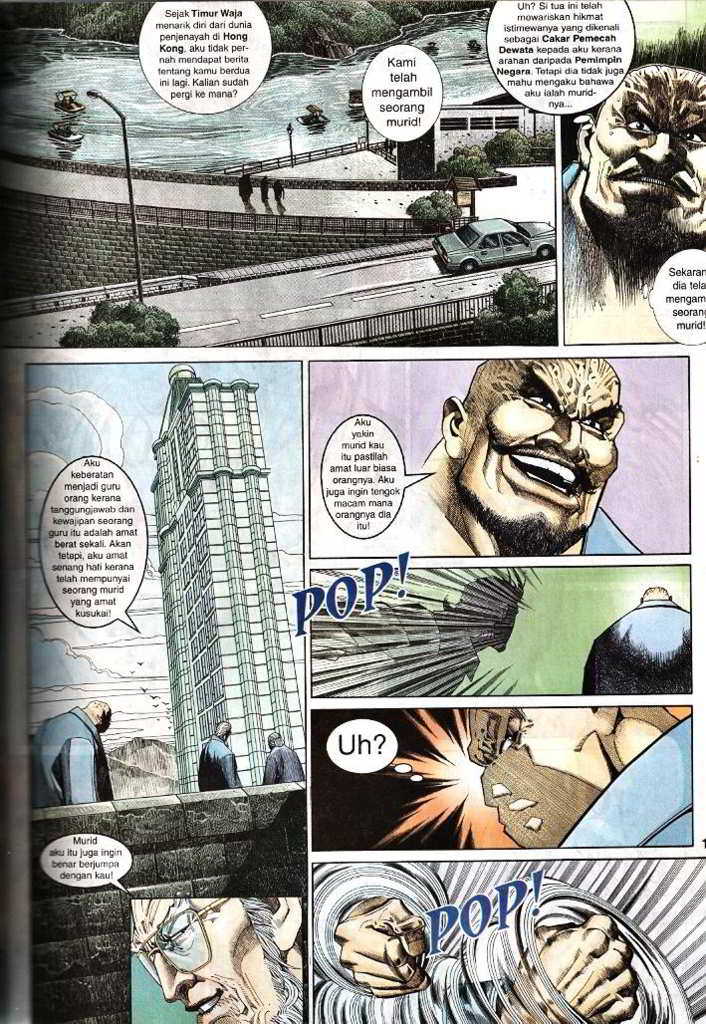 Sejak Timur Waja
menarik diri dari dunia
penjenayah di Hong
Kong, aku tidak per-
nah mendapat berita
tentang kamu berdua
ini lagi. Kalian sudah
pergi ke mana?
Kami
telah
mengambil
seorang
murid!
Uh? Si tua ini telah
mewariskan hikmat
istimewanya yang dikenali
sebagai Cakar Pemecah
Dewata kepada aku kerana
arahan daripada Pemimpin
Negara. Tetapi dia tidak juga
mahu mengaku bahawa
aku ialah murid-
nya...
Sekaran
dia tela
mengam
seoran
murid!
Aku
keberatan
menjadi guru
orang kerana
tanggungjawab dan
kewajipan seorang
guru itu adalah amat
berat sekali. Akan
tetapi, aku amat
senang hati kerana
telah mempunyai
seorang murid
yang amat
kusukai!
Aku
yakin
murid kau
itu pastilah
amat luar biasa
orangnya. Aku
juga ingin tengok
macam mana
orangnya dia
itu!
POP!
Uh?
Murid
aku itu juga ingin
benar berjumpa
dengan kau!
POP!